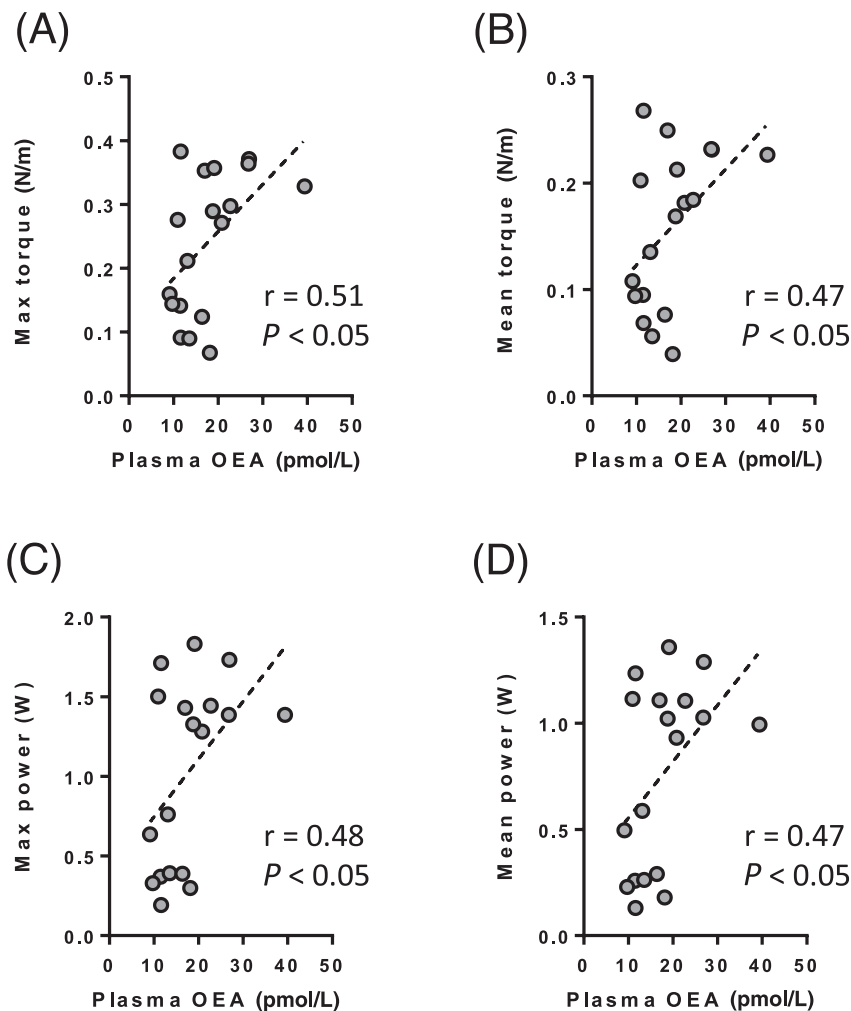 (A)
0.5
0.4
0.3
0.2
0.1
0.0
Max torque (N/m)
r = 0.51
P < 0.05
0 10 20 30 40 50
Plasma OEA (pmol/L)
(B)
0.3
0.2
0.1
0.0
Mean torque (N/m)
r = 0.47
P < 0.05
0 10 20 30 40 50
Plasma OEA (pmol/L)
(C)
2.0
1.5
1.0
0.5
0.0
Max power (W)
r = 0.48
P < 0.05
0 10 20 30 40 50
Plasma OEA (pmol/L)
(D)
1.5
1.0
0.5
0.0
Mean power (W)
r = 0.47
P < 0.05
0 10 20 30 40 50
Plasma OEA (pmol/L)